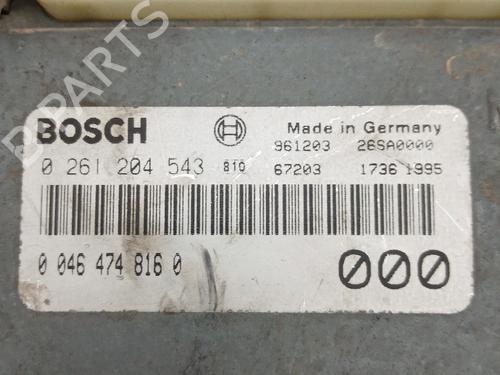 B-PARTS
BOSCH
Made in Germany
961203 26SA0000
0 261 204 543 810 67203 1736 1995
0 046 474 816 0
000